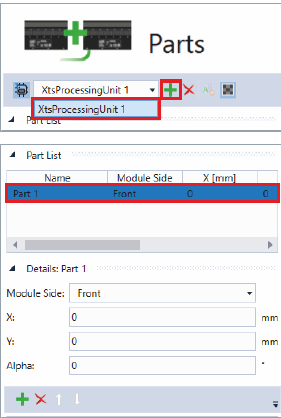 Parts
XtsProcessingUnit 1
XtsProcessingUnit 1
Part List
Part List
Name Module Side X [mm]
Part 1 Front 0 0
Details: Part 1
Module Side: Front
X: 0 mm
Y: 0 mm
Alpha: 0 °